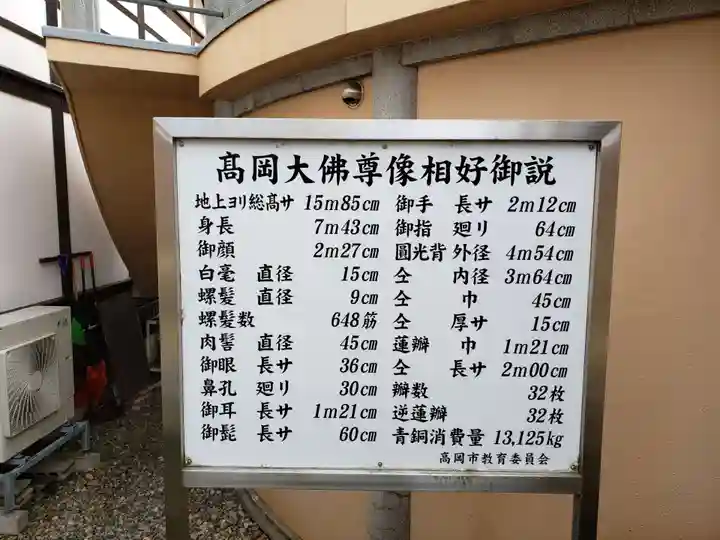 高岡大佛尊像相好御説
地上ヨリ総高サ 15m85cm
身長 7m43cm
御顔 2m27cm
白毫 直径 15cm
螺髪 直径 9cm
螺髪数 648筋
肉髻 直径 45cm
御眼 長サ 36cm
鼻孔 廻リ 30cm
御耳 長サ 1m21cm
御髭 長サ 60cm
御手 長サ 2m12cm
御指 廻リ 64cm
圓光背 外径 4m54cm
仝 内径 3m64cm
仝 巾 45cm
仝 厚サ 15cm
蓮瓣 巾 1m21cm
仝 長サ 2m00cm
瓣数 32枚
逆蓮瓣 32枚
青銅消費量 13,125kg
高岡市教育委員会